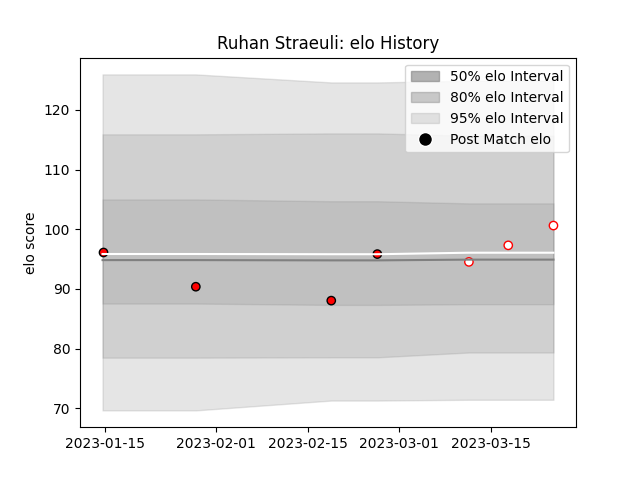 Ruhan Straeuli: elo History
50% elo Interval
80% elo Interval
95% elo Interval
Post Match elo
elo score
120
110
100
90
80
70
2023-01-15
2023-02-01
2023-02-15
2023-03-01
2023-03-15